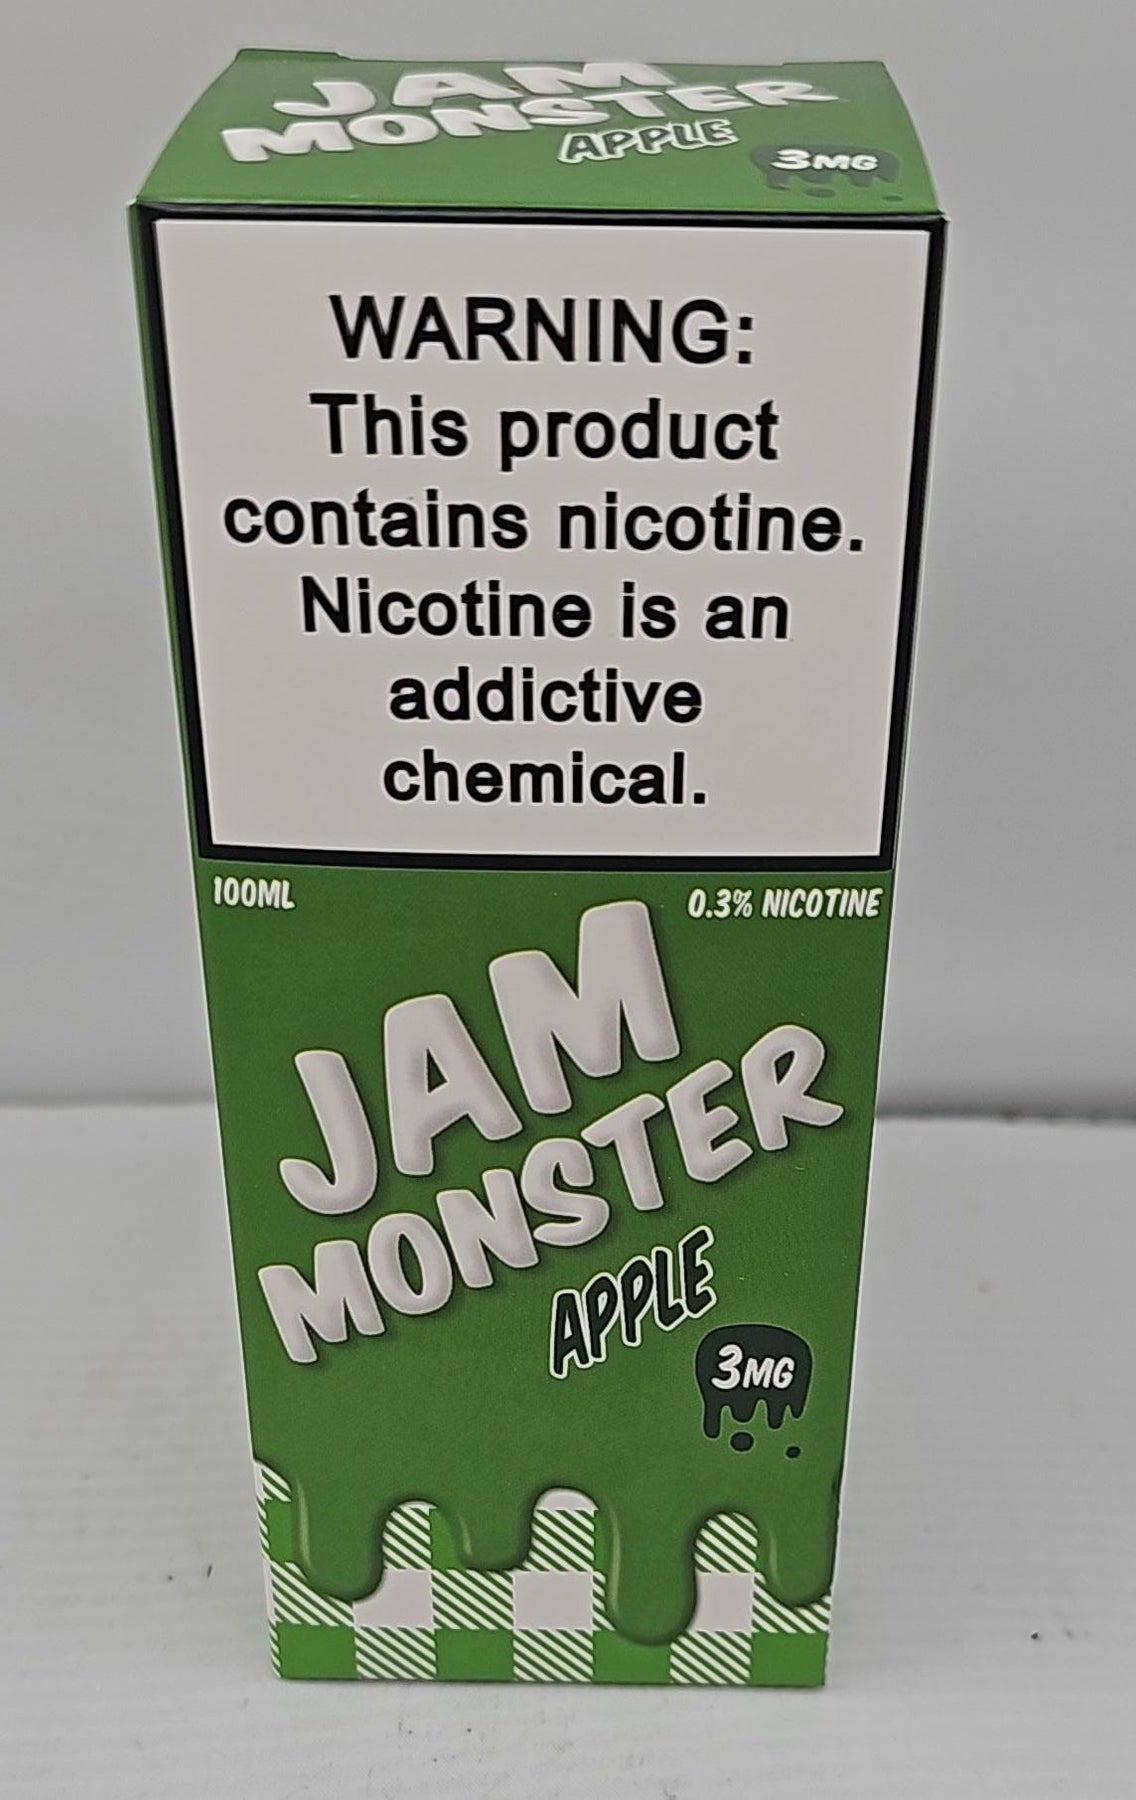 JAM
MONSTER
APPLE
3MG
WARNING:
This product
contains nicotine.
Nicotine is an
addictive
chemical.
100ML
0.3% NICOTINE
JAM
MONSTER
APPLE
3MG